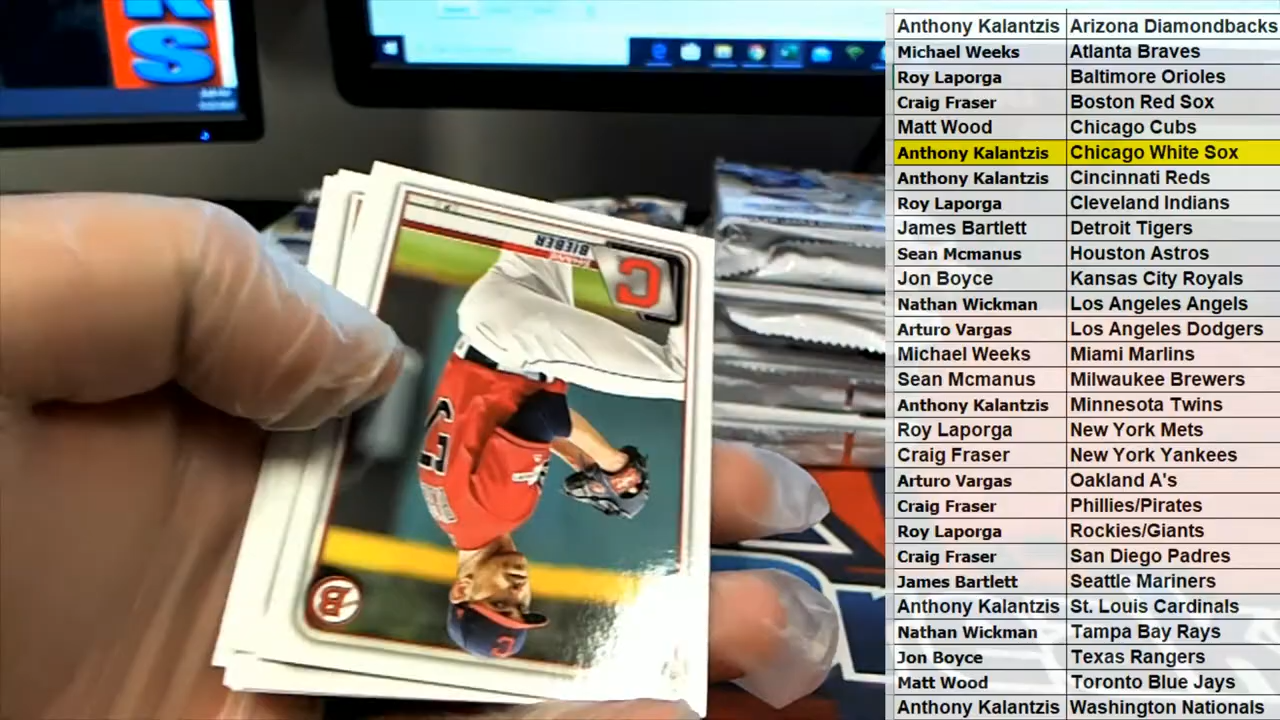 KS
SHANE
BIEBER
C
B
Anthony Kalantzis Arizona Diamondbacks
Michael Weeks Atlanta Braves
Roy Laporga Baltimore Orioles
Craig Fraser Boston Red Sox
Matt Wood Chicago Cubs
Anthony Kalantzis Chicago White Sox
Anthony Kalantzis Cincinnati Reds
Roy Laporga Cleveland Indians
James Bartlett Detroit Tigers
Sean Mcmanus Houston Astros
Jon Boyce Kansas City Royals
Nathan Wickman Los Angeles Angels
Arturo Vargas Los Angeles Dodgers
Michael Weeks Miami Marlins
Sean Mcmanus Milwaukee Brewers
Anthony Kalantzis Minnesota Twins
Roy Laporga New York Mets
Craig Fraser New York Yankees
Arturo Vargas Oakland A's
Craig Fraser Phillies/Pirates
Roy Laporga Rockies/Giants
Craig Fraser San Diego Padres
James Bartlett Seattle Mariners
Anthony Kalantzis St. Louis Cardinals
Nathan Wickman Tampa Bay Rays
Jon Boyce Texas Rangers
Matt Wood Toronto Blue Jays
Anthony Kalantzis Washington Nationals